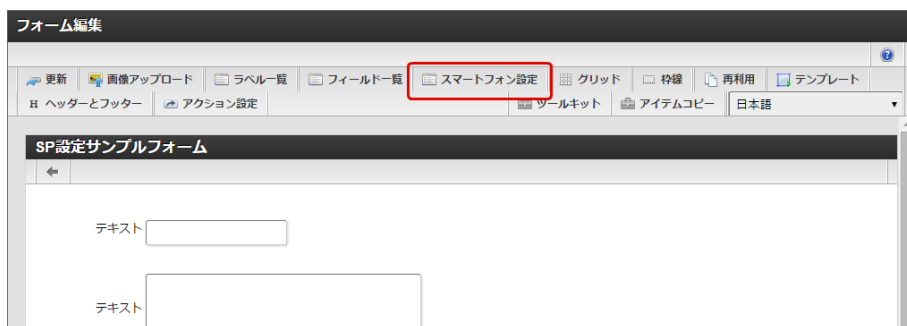 フォーム編集
更新 画像アップロード ラベル一覧 フィールド一覧 スマートフォン設定 グリッド 枠線 再利用 テンプレート
H ヘッダーとフッター アクション設定 ツールキット アイテムコピー 日本語
SP設定サンプルフォーム
テキスト
テキスト